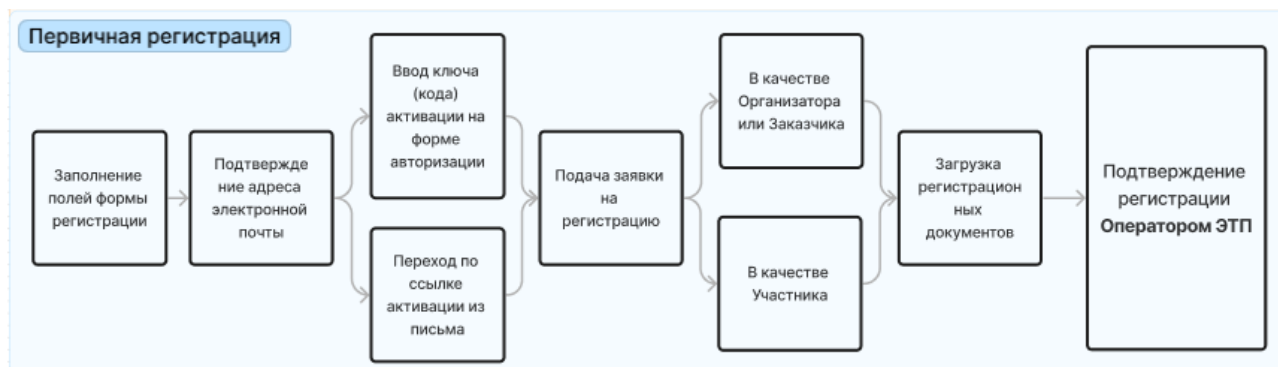 Первичная регистрация
Заполнение
полей формы
регистрации
Подтвержде
ние адреса
электронной
почты
Ввод ключа
(кода)
активации на
форме
авторизации
Переход по
ссылке
активации из
письма
Подача заявки
на
регистрацию
В качестве
Организатора
или Заказчика
В качестве
Участника
Загрузка
регистрацион
ных
документов
Подтверждение
регистрации
Оператором ЭТП